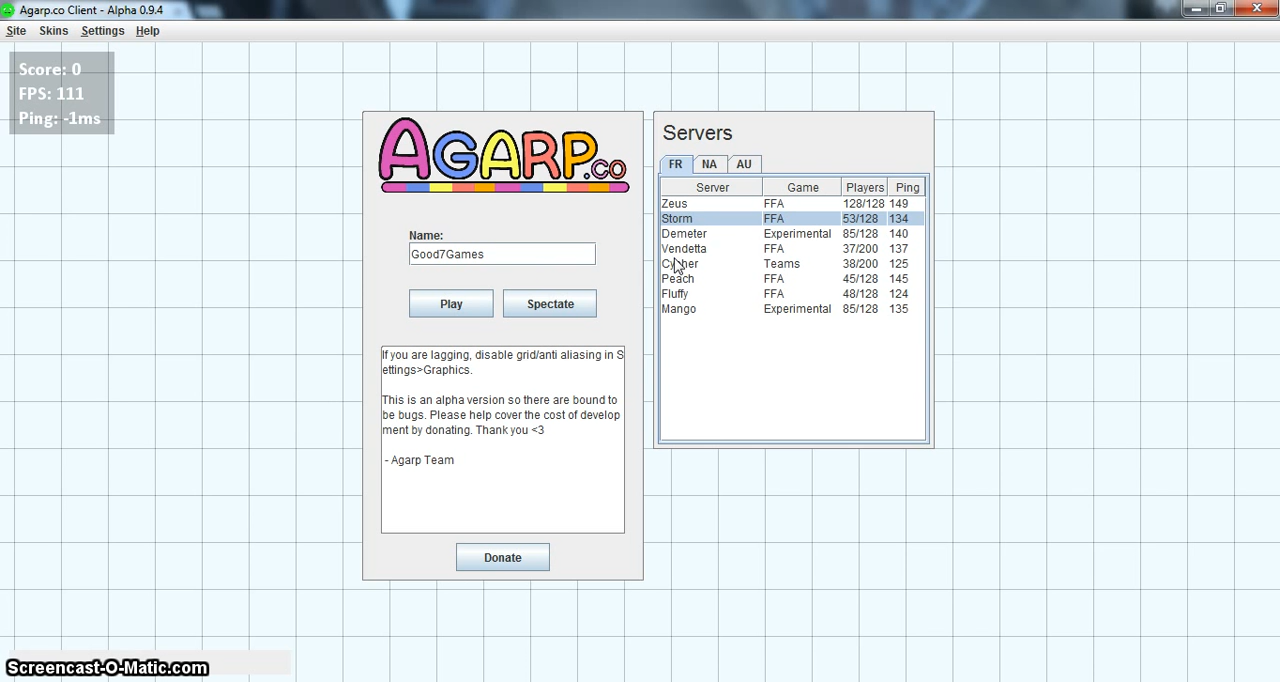 Agarp.co Client - Alpha 0.9.4
Site Skins Settings Help
Score: 0
FPS: 111
Ping: -1ms
AGARP.co
Name:
Good7Games
Play Spectate
If you are lagging, disable grid/anti aliasing in S
ettings>Graphics.
This is an alpha version so there are bound to
be bugs. Please help cover the cost of develop
ment by donating. Thank you <3
- Agarp Team
Donate
Servers
FR NA AU
Server Game Players Ping
Zeus FFA 128/128 149
Storm FFA 53/128 134
Demeter Experimental 85/128 140
Vendetta FFA 37/200 137
Teams 38/200 125
Peach FFA 45/128 145
Fluffy FFA 48/128 124
Mango Experimental 85/128 135
Screencast-O-Matic.com